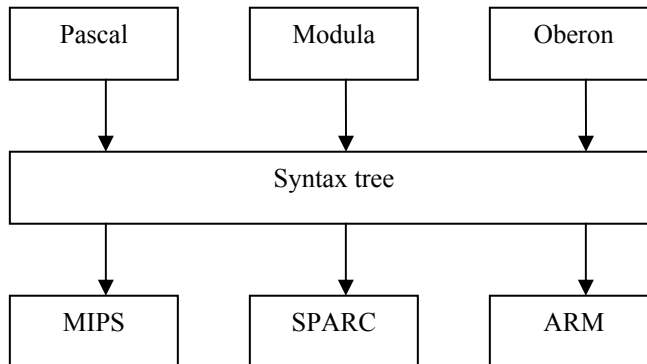 Pascal
Modula
Oberon
Syntax tree
MIPS
SPARC
ARM